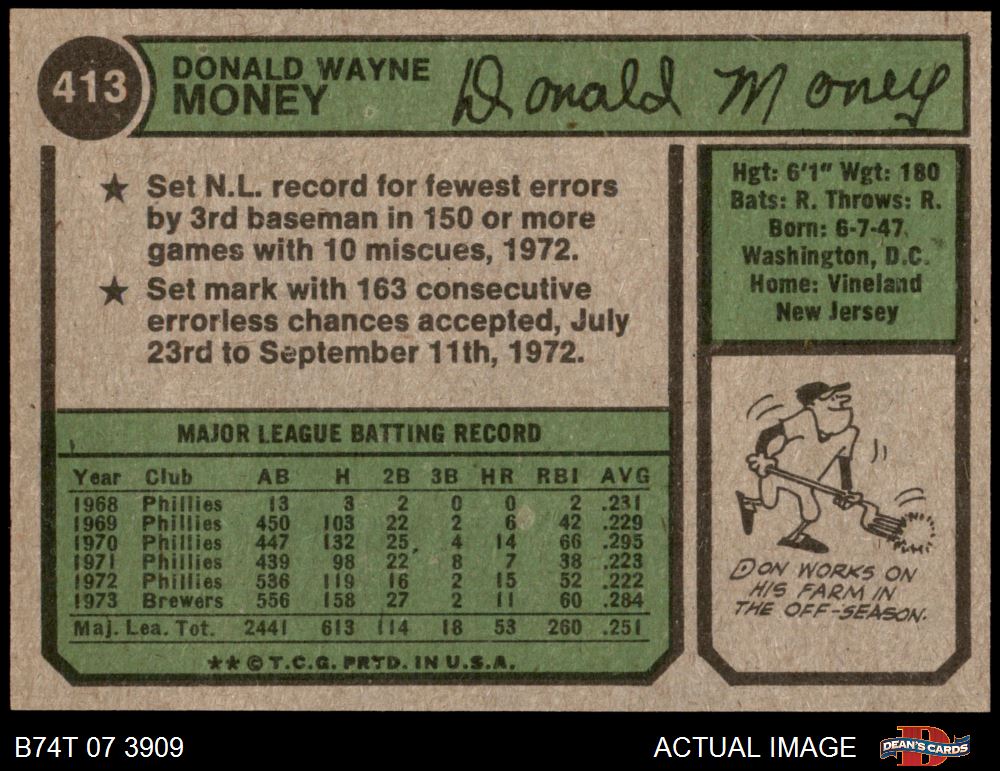 413
DONALD WAYNE
MONEY
Donald Money
★ Set N.L. record for fewest errors
by 3rd baseman in 150 or more
games with 10 miscues, 1972.
★ Set mark with 163 consecutive
errorless chances accepted, July
23rd to September 11th, 1972.
Hgt: 6'1" Wgt: 180
Bats: R. Throws: R.
Born: 6-7-47,
Washington, D.C.
Home: Vineland
New Jersey
MAJOR LEAGUE BATTING RECORD
Year Club AB H 2B 3B HR RBI AVG
1968 Phillies 13 3 2 0 0 2 .231
1969 Phillies 450 103 22 2 6 42 .229
1970 Phillies 447 132 25 4 14 66 .295
1971 Phillies 439 98 22 8 7 38 .223
1972 Phillies 536 119 16 2 15 52 .222
1973 Brewers 556 158 27 2 11 60 .284
Maj. Lea. Tot. 2441 613 114 18 53 260 .251
★★ © T.C.G. PRTD. IN U.S.A.
DON WORKS ON
HIS FARM IN
THE OFF-SEASON.
B74T 07 3909
ACTUAL IMAGE
DEAN'S CARDS